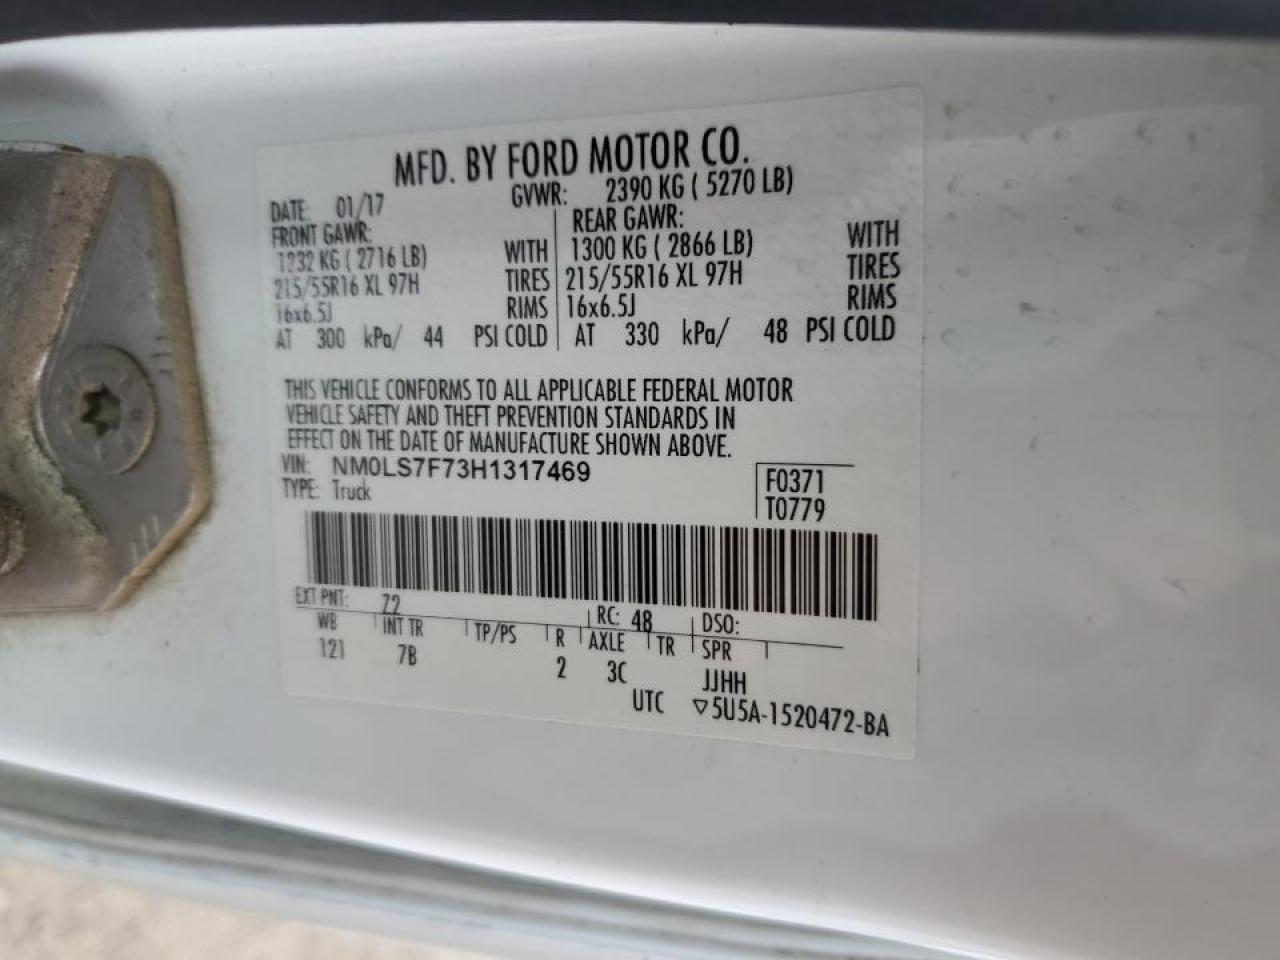 MFD. BY FORD MOTOR CO.
DATE: 01/17 GVWR: 2390 KG ( 5270 LB)
FRONT GAWR: REAR GAWR:
1232 KG ( 2716 LB) WITH 1300 KG ( 2866 LB) WITH
215/55R16 XL 97H TIRES 215/55R16 XL 97H TIRES
16x6.5J RIMS 16x6.5J RIMS
AT 300 kPa/ 44 PSI COLD AT 330 kPa/ 48 PSI COLD
THIS VEHICLE CONFORMS TO ALL APPLICABLE FEDERAL MOTOR
VEHICLE SAFETY AND THEFT PREVENTION STANDARDS IN
EFFECT ON THE DATE OF MANUFACTURE SHOWN ABOVE.
VIN: NM0LS7F73H1317469 F0371
TYPE: Truck T0779
EXT PNT: Z2 RC: 48 DSO:
WB INT TR TP/PS R AXLE TR SPR
121 7B 2 3C JJHH
UTC ▽5U5A-1520472-BA